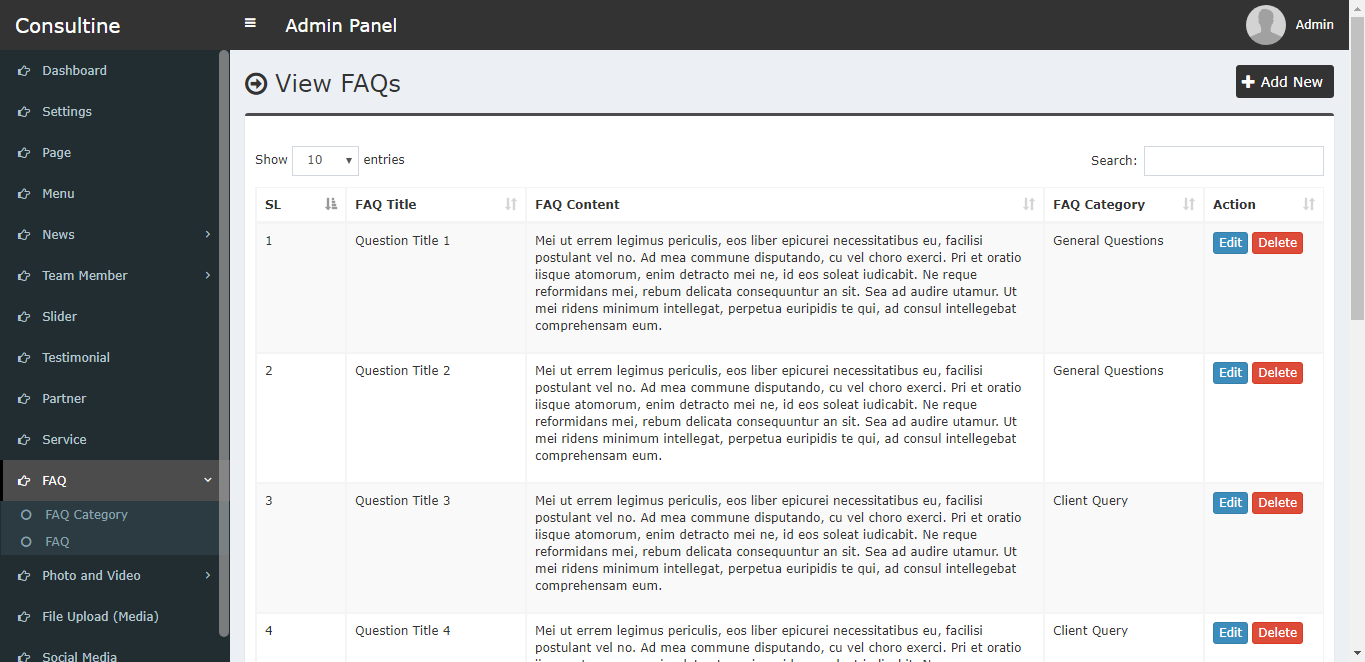 Consultine
Admin Panel
Admin
Dashboard
Settings
Page
Menu
News
Team Member
Slider
Testimonial
Partner
Service
FAQ
FAQ Category
FAQ
Photo and Video
File Upload (Media)
Social Media
View FAQs
Add New
Show 10 entries
Search:
SL FAQ Title FAQ Content FAQ Category Action
1 Question Title 1 Mei ut errem legimus periculis, eos liber epicurei necessitatibus eu, facilisi General Questions Edit Delete
postulant vel no. Ad mea commune disputando, cu vel choro exerci. Pri et oratio
iisque atomorum, enim detracto mei ne, id eos soleat iudicabit. Ne reque
reformidans mei, rebum delicata consequuntur an sit. Sea ad audire utamur. Ut
mei ridens minimum intellegat, perpetua euripidis te qui, ad consul intellegebat
comprehensam eum.
2 Question Title 2 Mei ut errem legimus periculis, eos liber epicurei necessitatibus eu, facilisi General Questions Edit Delete
postulant vel no. Ad mea commune disputando, cu vel choro exerci. Pri et oratio
iisque atomorum, enim detracto mei ne, id eos soleat iudicabit. Ne reque
reformidans mei, rebum delicata consequuntur an sit. Sea ad audire utamur. Ut
mei ridens minimum intellegat, perpetua euripidis te qui, ad consul intellegebat
comprehensam eum.
3 Question Title 3 Mei ut errem legimus periculis, eos liber epicurei necessitatibus eu, facilisi Client Query Edit Delete
postulant vel no. Ad mea commune disputando, cu vel choro exerci. Pri et oratio
iisque atomorum, enim detracto mei ne, id eos soleat iudicabit. Ne reque
reformidans mei, rebum delicata consequuntur an sit. Sea ad audire utamur. Ut
mei ridens minimum intellegat, perpetua euripidis te qui, ad consul intellegebat
comprehensam eum.
4 Question Title 4 Mei ut errem legimus periculis, eos liber epicurei necessitatibus eu, facilisi Client Query Edit Delete
postulant vel no. Ad mea commune disputando, cu vel choro exerci. Pri et oratio